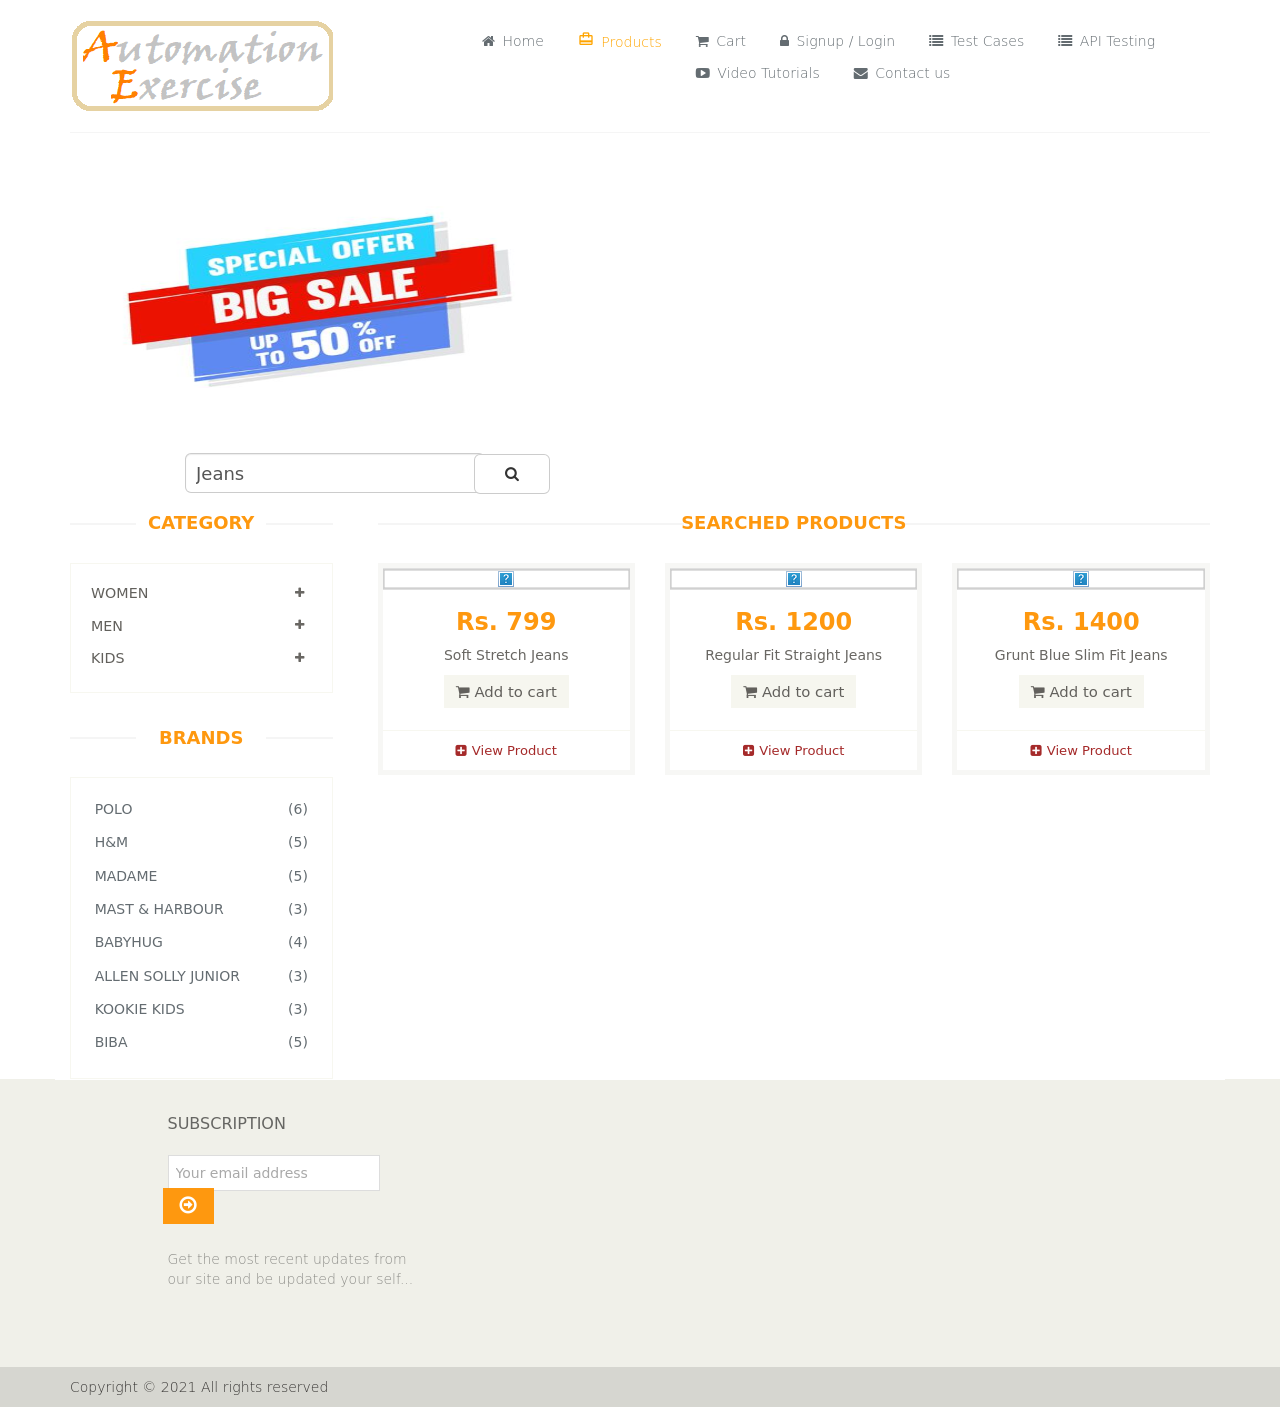 Automation
Exercise
Home Products Cart Signup / Login Test Cases API Testing
Video Tutorials Contact us
SPECIAL OFFER
BIG SALE
UP TO 50% OFF
Jeans
CATEGORY
WOMEN
MEN
KIDS
BRANDS
POLO (6)
H&M (5)
MADAME (5)
MAST & HARBOUR (3)
BABYHUG (4)
ALLEN SOLLY JUNIOR (3)
KOOKIE KIDS (3)
BIBA (5)
SEARCHED PRODUCTS
Rs. 799
Soft Stretch Jeans
Add to cart
View Product
Rs. 1200
Regular Fit Straight Jeans
Add to cart
View Product
Rs. 1400
Grunt Blue Slim Fit Jeans
Add to cart
View Product
SUBSCRIPTION
Your email address
Get the most recent updates from
our site and be updated your self...
Copyright © 2021 All rights reserved